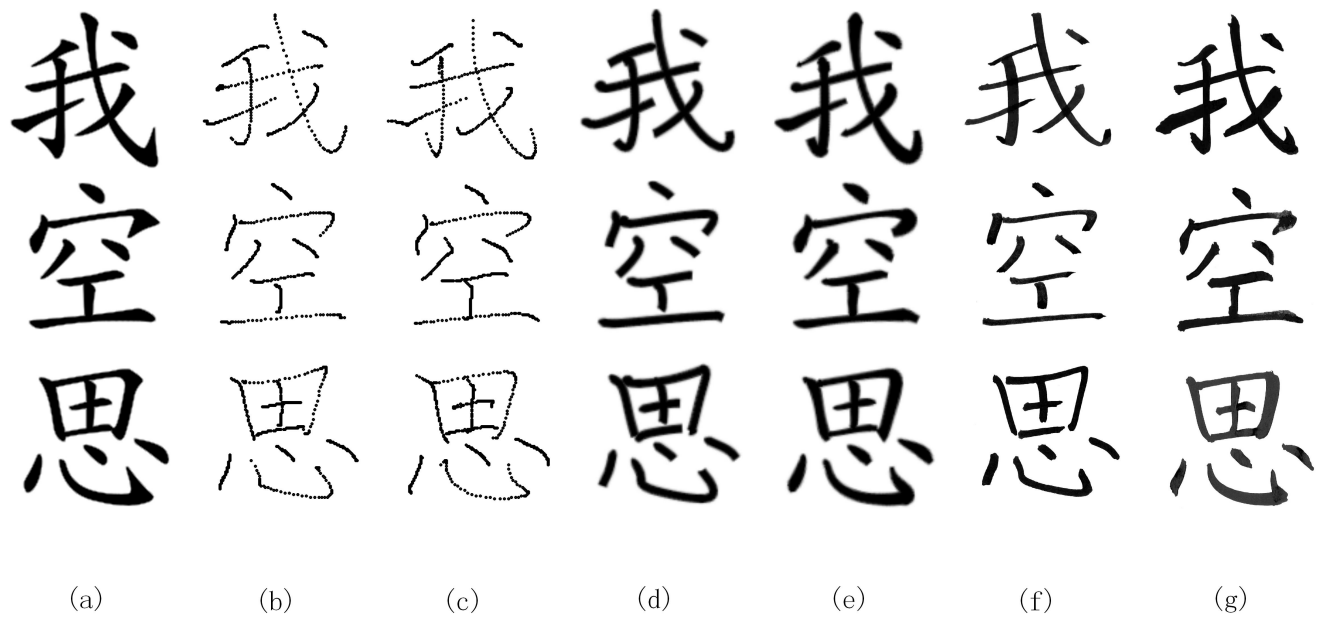 我 我 我 我 我 我 我
空 空 空 空 空 空 空
思 思 思 思 思 思 思
(a) (b) (c) (d) (e) (f) (g)